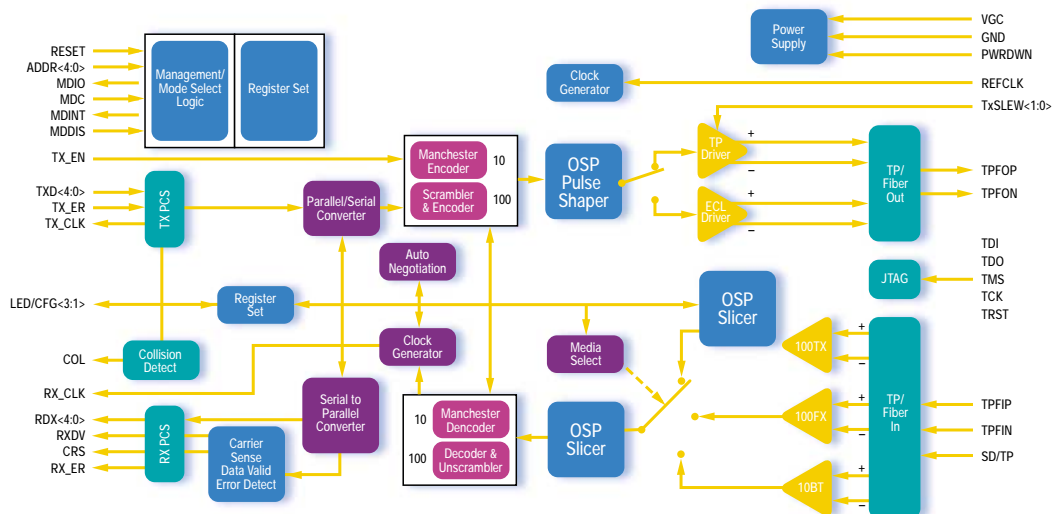 RESET
ADDR<4:0>
MDIO
MDC
MDINT
MDDIS
Management/
Mode Select
Logic
Register Set
Power
Supply
VGC
GND
PWRDWN
Clock
Generator
REFCLK
TxSLEW<1:0>
TX_EN
TXD<4:0>
TX_ER
TX_CLK
TX PCS
Parallel/Serial
Converter
Manchester
Encoder
10
Scrambler
& Encoder
100
OSP
Pulse
Shaper
TP
Driver
+
−
ECL
Driver
+
−
TP/
Fiber
Out
TPFOP
TPFON
Auto
Negotiation
LED/CFG<3:1>
Register
Set
Clock
Generator
Media
Select
OSP
Slicer
JTAG
TDI
TDO
TMS
TCK
TRST
COL
Collision
Detect
RX_CLK
RDX<4:0>
RXDV
CRS
RX_ER
RX PCS
Carrier
Sense
Data Valid
Error Detect
Serial to
Parallel
Converter
10
Manchester
Dencoder
100
Decoder &
Unscrambler
OSP
Slicer
100TX
+
−
100FX
+
−
10BT
+
−
TP/
Fiber
In
TPFIP
TPFIN
SD/TP